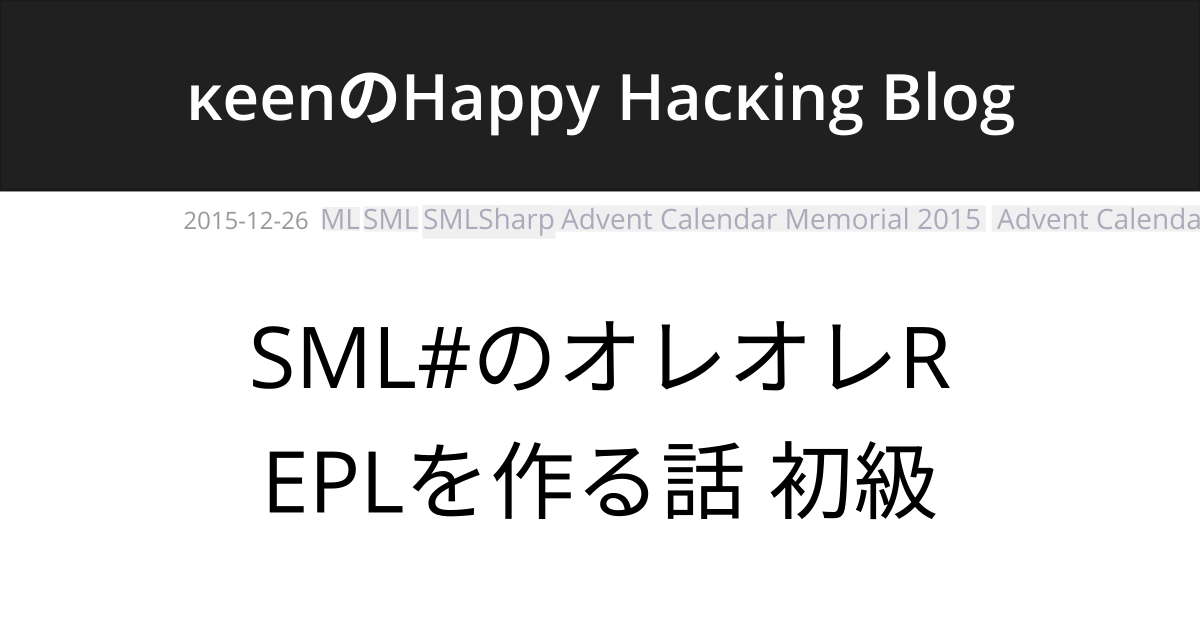 κeenのHappy Hacκing Blog
2015-12-26 ML SML SMLSharp Advent Calendar Memorial 2015 Advent Calenda
SML#のオレオレR
EPLを作る話 初級